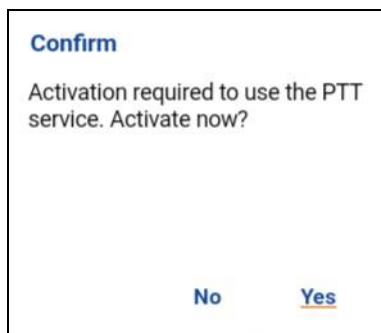 Confirm
Activation required to use the PTT
service. Activate now?
No Yes